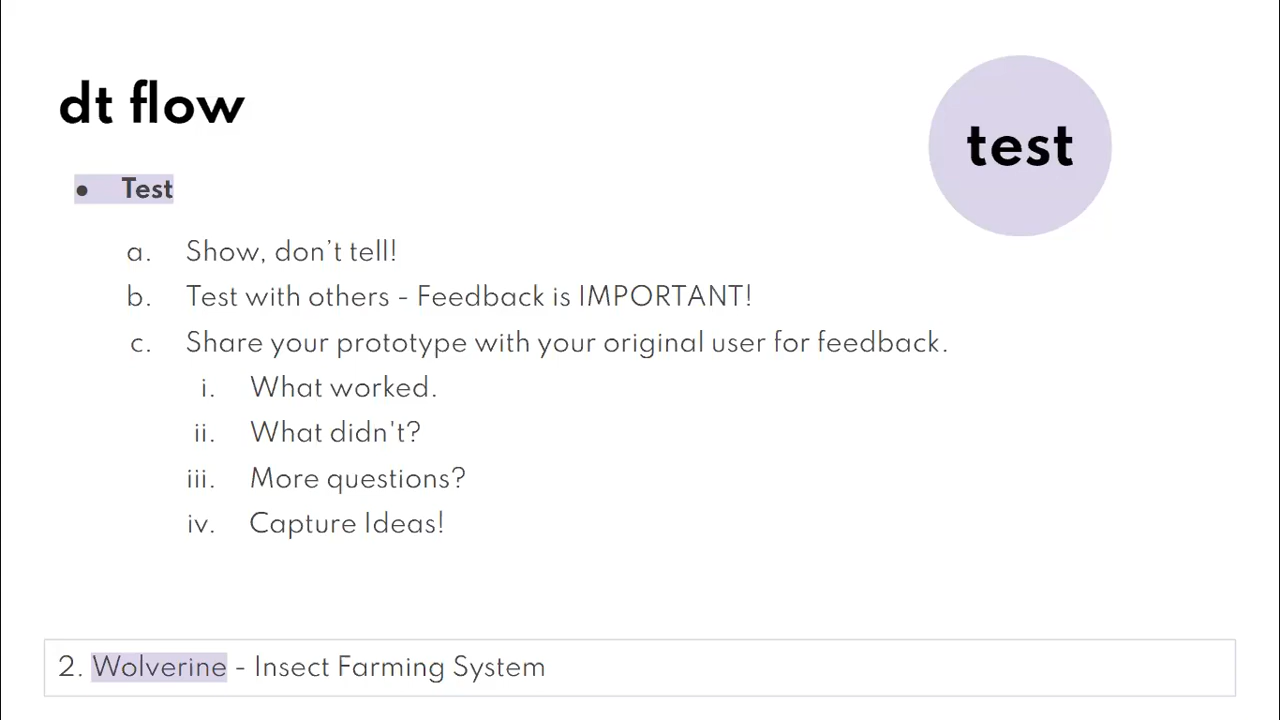 dt flow
test
● Test
a. Show, don't tell!
b. Test with others - Feedback is IMPORTANT!
c. Share your prototype with your original user for feedback.
i. What worked.
ii. What didn't?
iii. More questions?
iv. Capture Ideas!
2. Wolverine - Insect Farming System